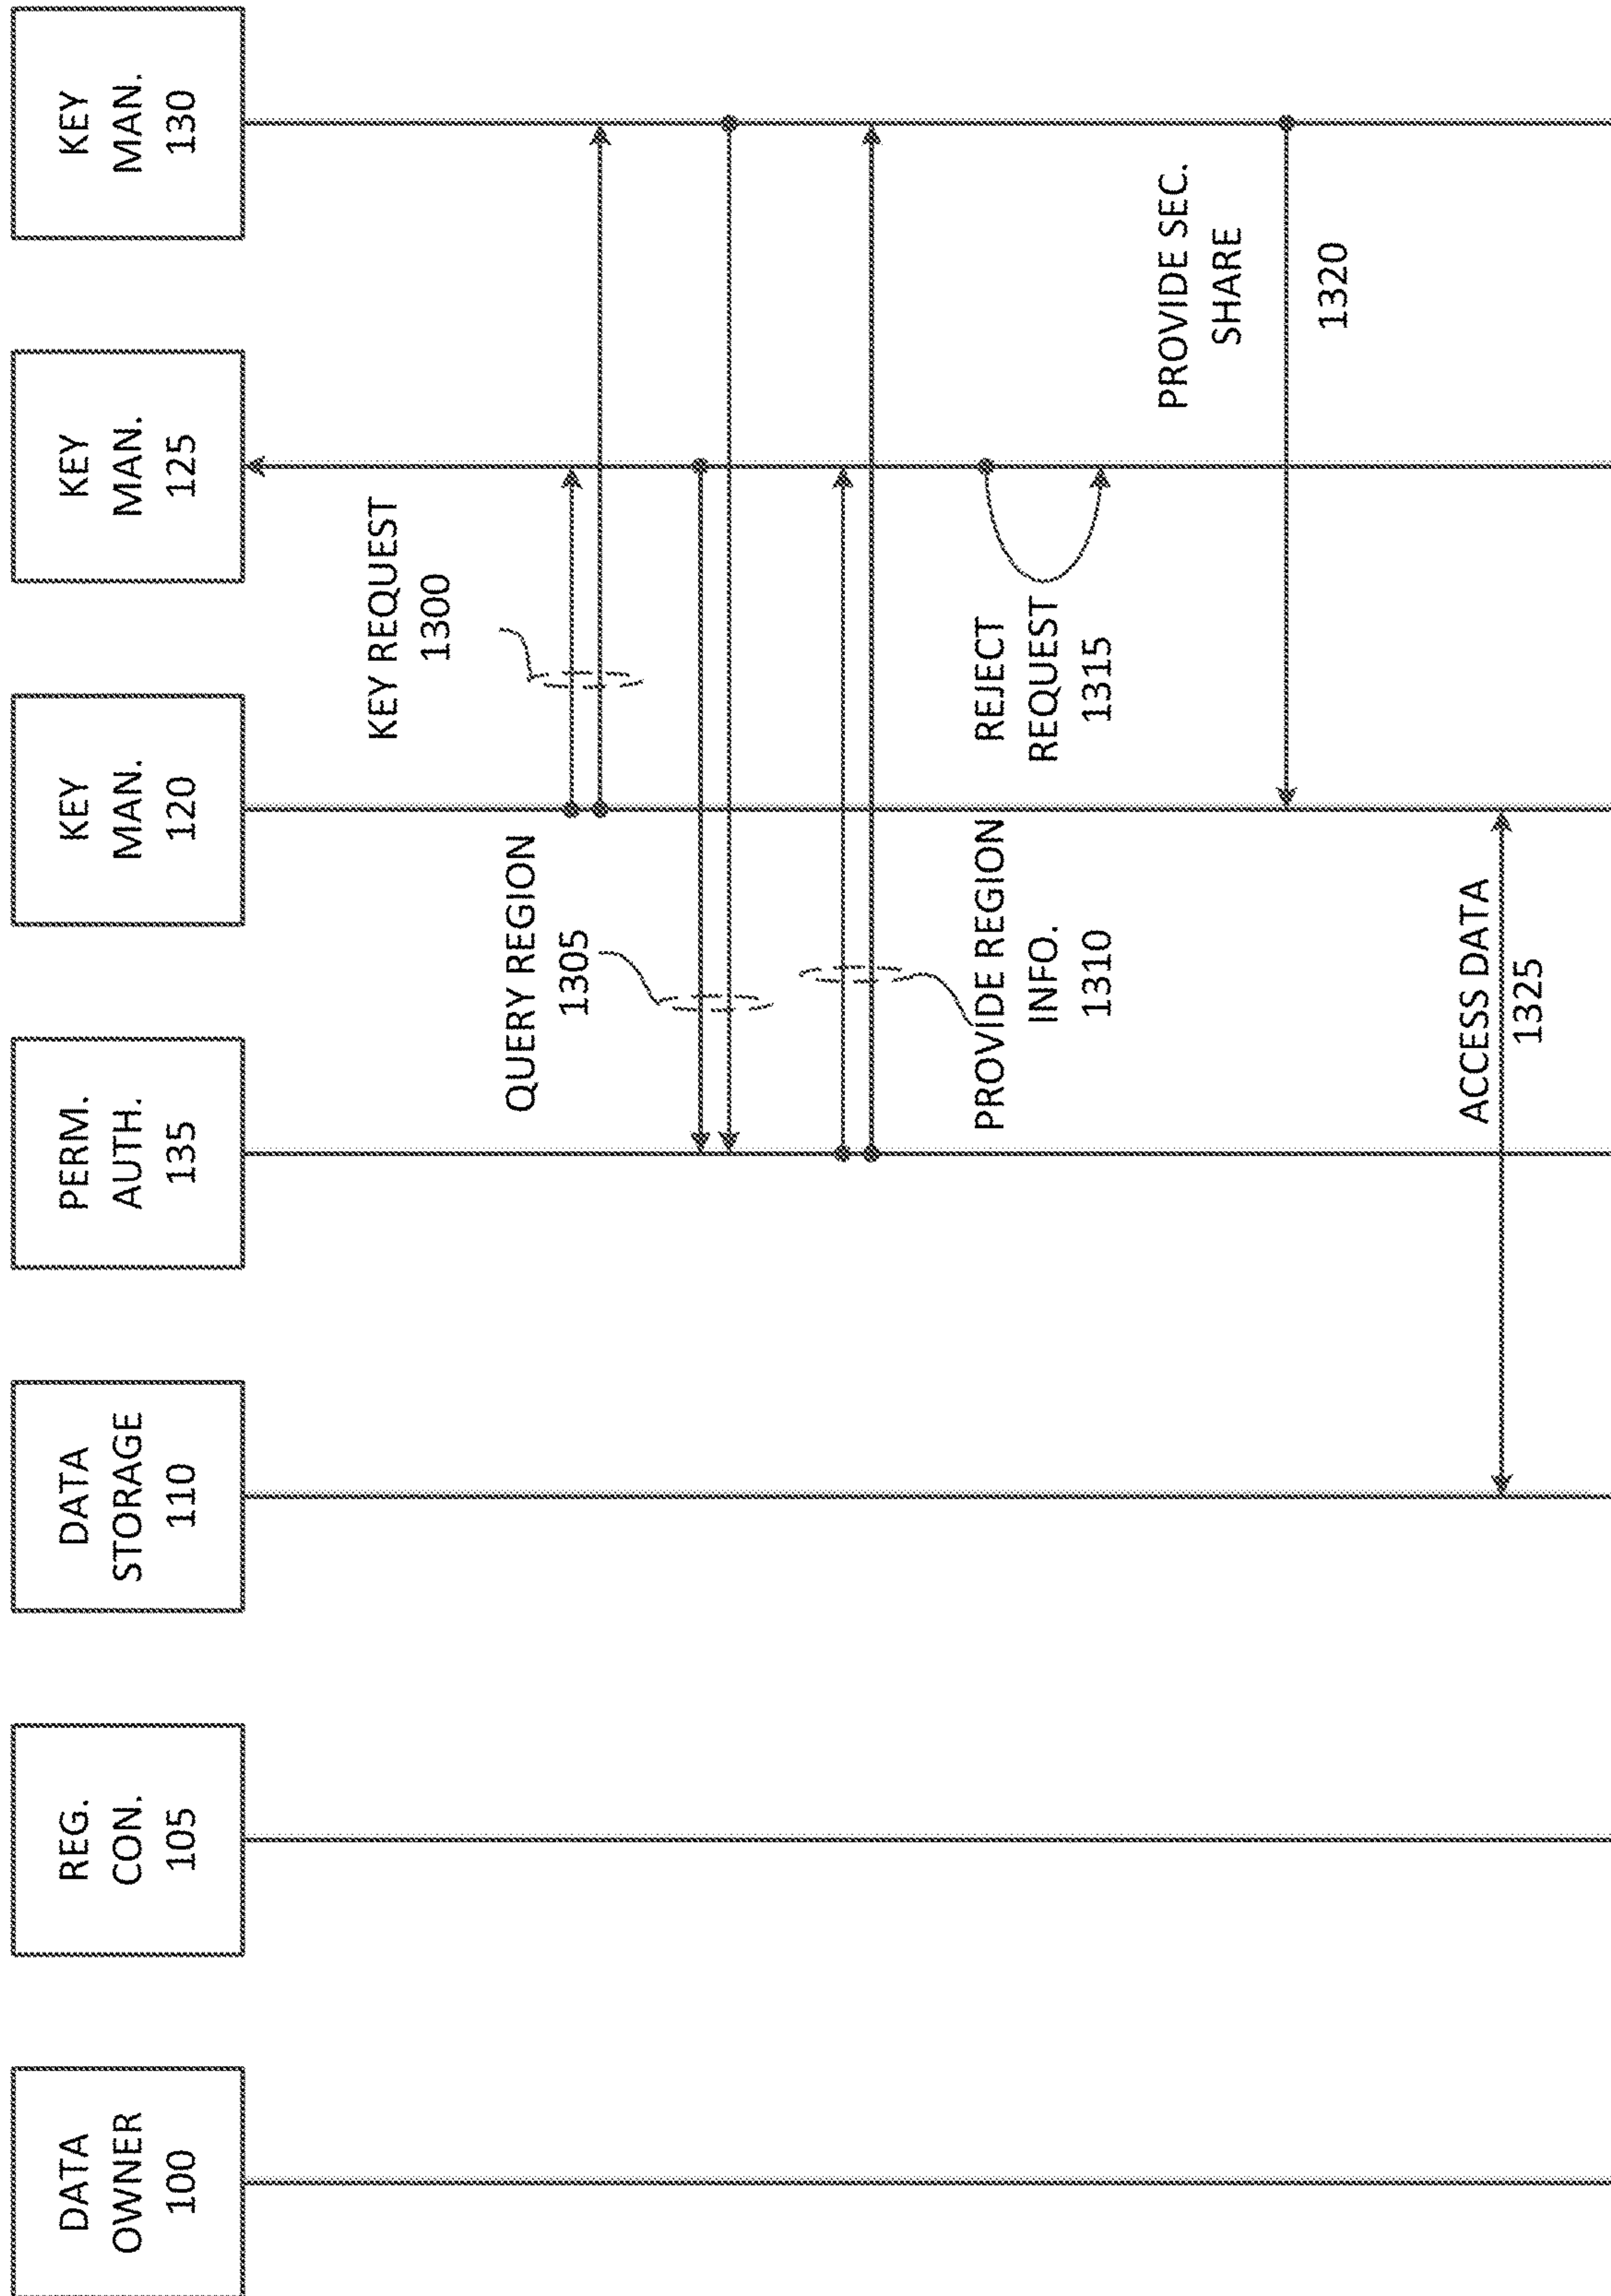 DATA
OWNER
100
REG.
CON.
105
DATA
STORAGE
110
PERM.
AUTH.
135
KEY
MAN.
120
KEY
MAN.
125
KEY
MAN.
130
KEY REQUEST
1300
QUERY REGION
1305
PROVIDE REGION
INFO.
1310
REJECT
REQUEST
1315
PROVIDE SEC.
SHARE
1320
ACCESS DATA
1325